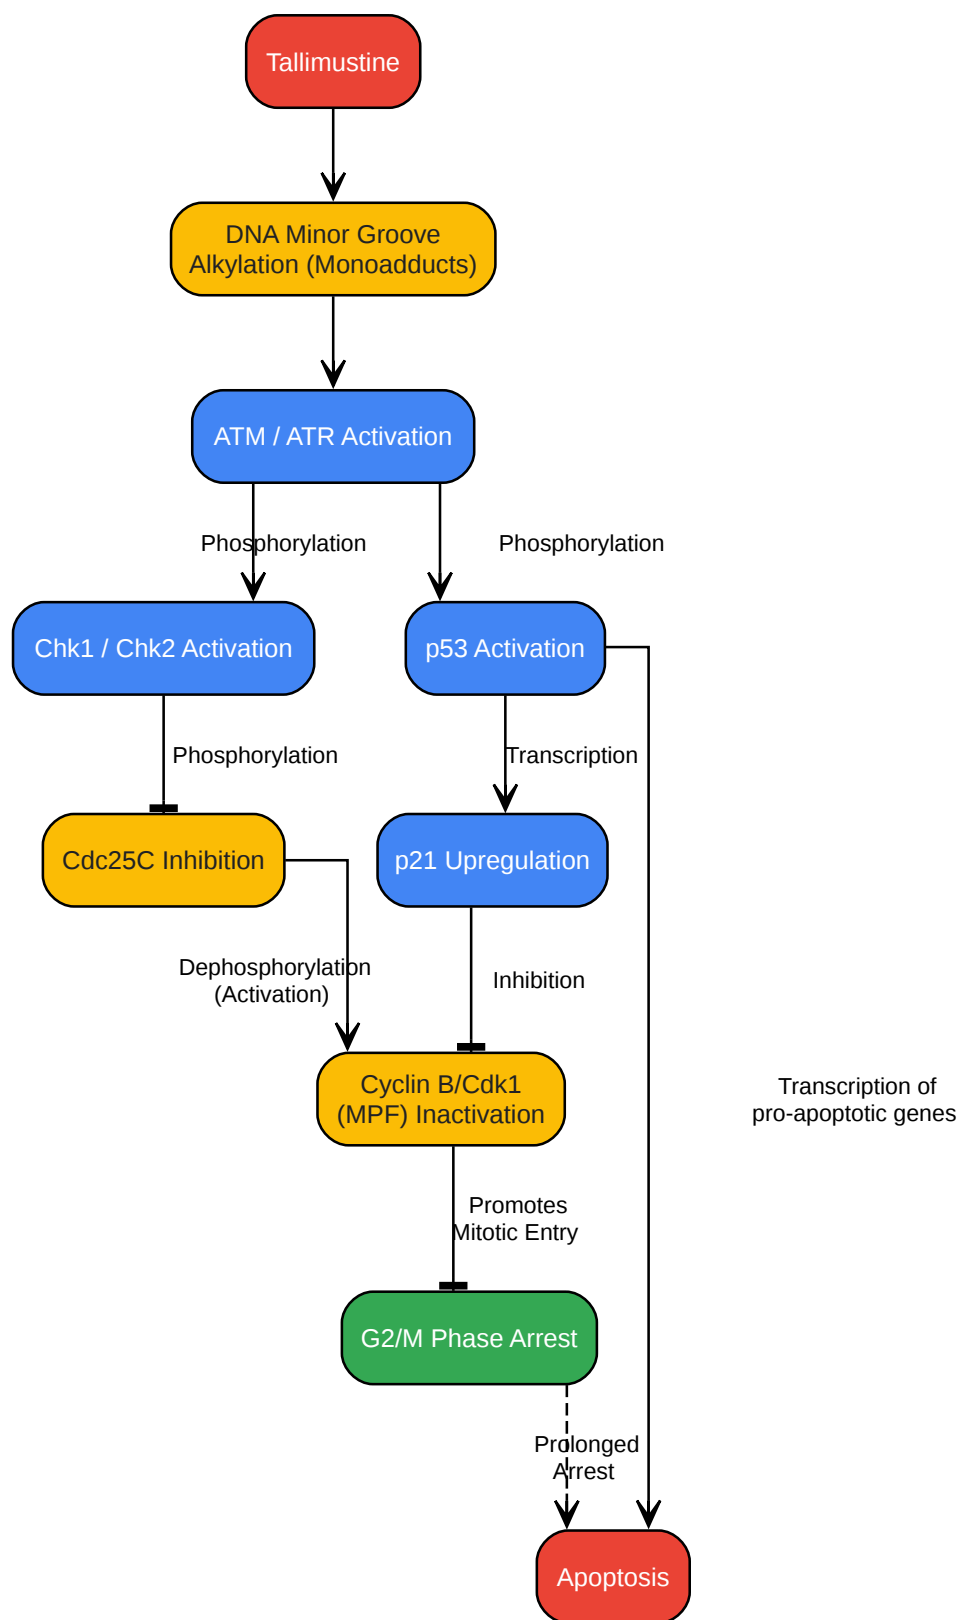 Tallimustine
DNA Minor Groove
Alkylation (Monoadducts)
ATM / ATR Activation
Phosphorylation
Phosphorylation
Chk1 / Chk2 Activation
p53 Activation
Phosphorylation
Transcription
Cdc25C Inhibition
p21 Upregulation
Dephosphorylation
(Activation)
Inhibition
Cyclin B/Cdk1
(MPF) Inactivation
Transcription of
pro-apoptotic genes
Promotes
Mitotic Entry
G2/M Phase Arrest
Prolonged
Arrest
Apoptosis